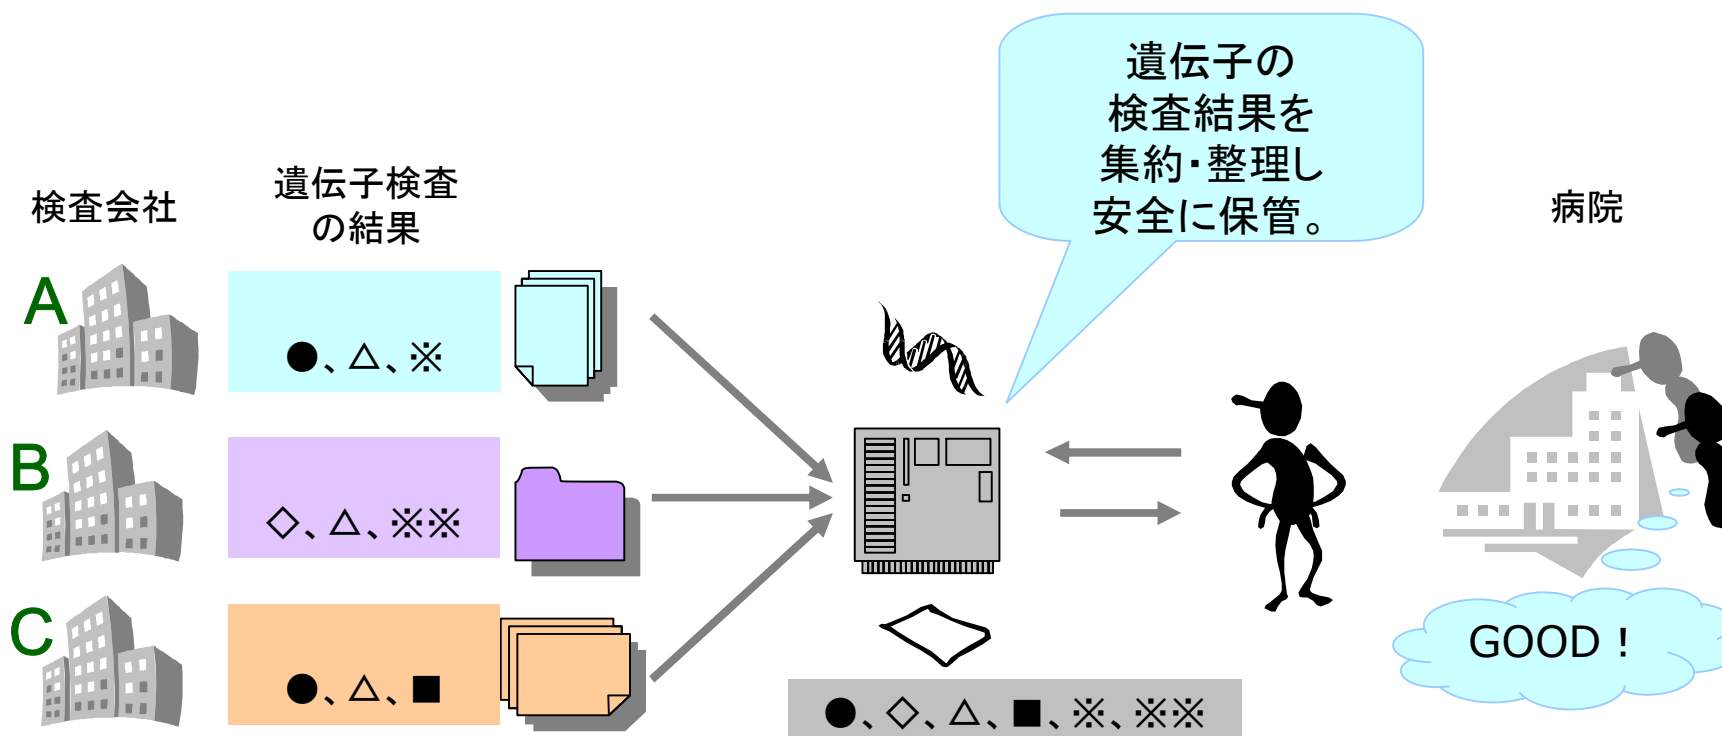 遺伝子の
検査結果を
集約・整理し
安全に保管。
検査会社
遺伝子検査
の結果
病院
A
●、△、※
B
◇、△、※※
C
●、△、■
●、◇、△、■、※、※※
GOOD！